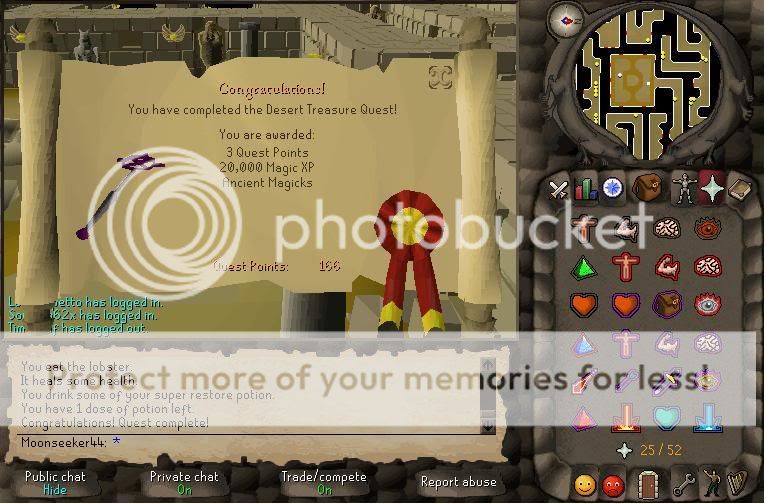 Congratulations!
You have completed the Desert Treasure Quest!
You are awarded:
3 Quest Points
20,000 Magic XP
Ancient Magicks
photobucket
Quest Points: 166
has logged in.
has logged in.
has logged out.
You eat the lobster.
It heals some health.
Protect more of your memories for less!
You drink some of your super restore potion.
You have 1 dose of potion left.
Congratulations! Quest complete!
Moonseeker44: *
25 / 52
Public chat
Hide
Private chat
On
Trade/compete
On
Report abuse